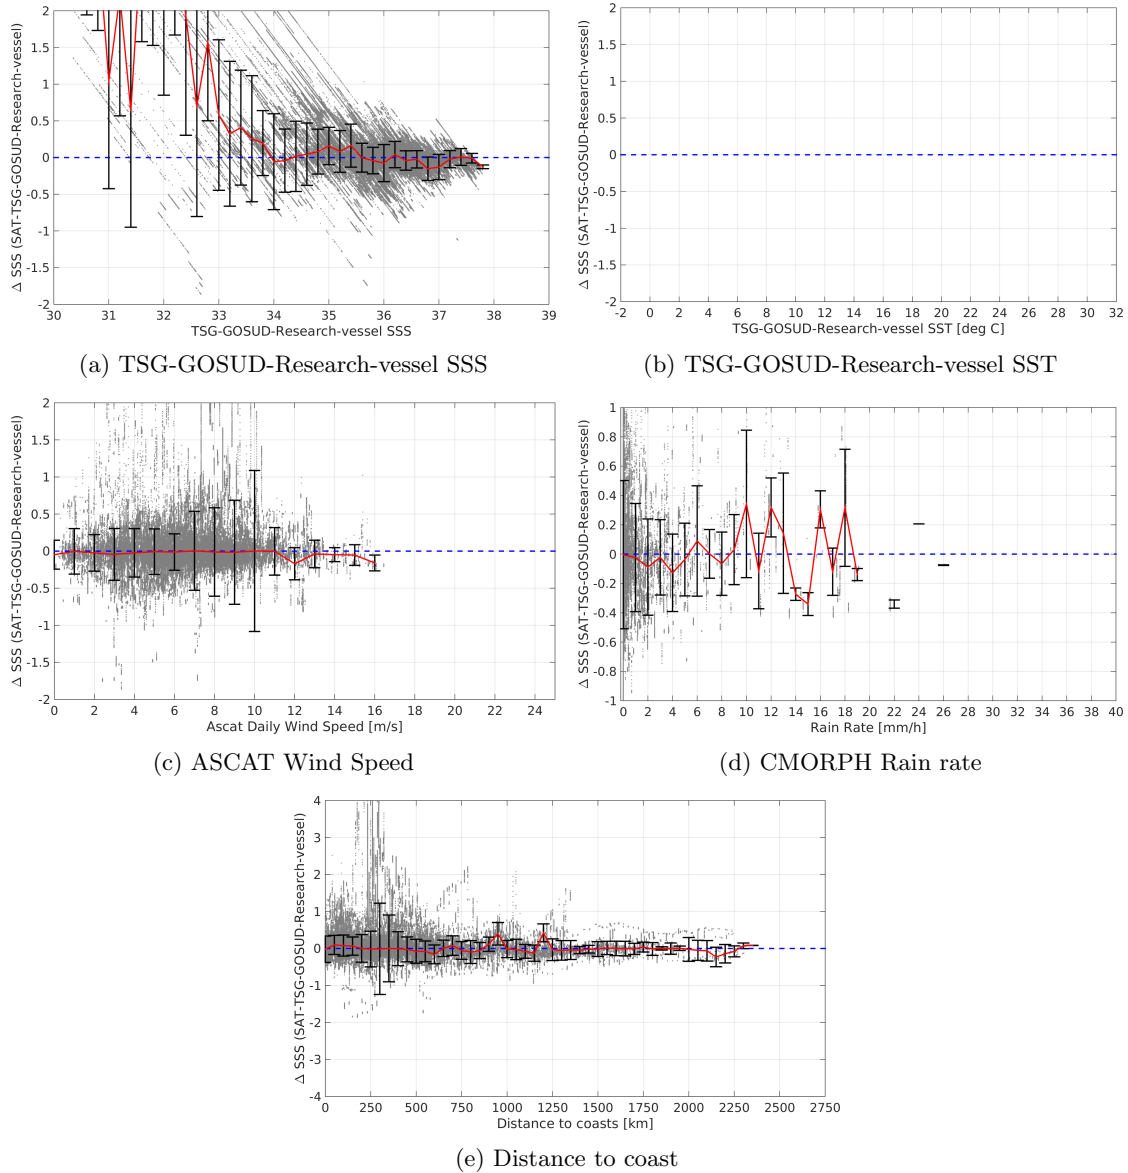 2
1.5
1
0.5
0
-0.5
-1
-1.5
-2
Δ SSS (SAT-TSG-GOSUD-Research-vessel)
30 31 32 33 34 35 36 37 38 39
TSG-GOSUD-Research-vessel SSS
(a) TSG-GOSUD-Research-vessel SSS
2
1.5
1
0.5
0
-0.5
-1
-1.5
-2
Δ SSS (SAT-TSG-GOSUD-Research-vessel)
-2 0 2 4 6 8 10 12 14 16 18 20 22 24 26 28 30 32
TSG-GOSUD-Research-vessel SST [deg C]
(b) TSG-GOSUD-Research-vessel SST
2
1.5
1
0.5
0
-0.5
-1
-1.5
-2
Δ SSS (SAT-TSG-GOSUD-Research-vessel)
0 2 4 6 8 10 12 14 16 18 20 22 24
Ascat Daily Wind Speed [m/s]
(c) ASCAT Wind Speed
1
0.8
0.6
0.4
0.2
0
-0.2
-0.4
-0.6
-0.8
-1
Δ SSS (SAT-TSG-GOSUD-Research-vessel)
0 2 4 6 8 10 12 14 16 18 20 22 24 26 28 30 32 34 36 38 40
Rain Rate [mm/h]
(d) CMORPH Rain rate
4
3
2
1
0
-1
-2
-3
-4
Δ SSS (SAT-TSG-GOSUD-Research-vessel)
0 250 500 750 1000 1250 1500 1750 2000 2250 2500 2750
Distance to coasts [km]
(e) Distance to coast